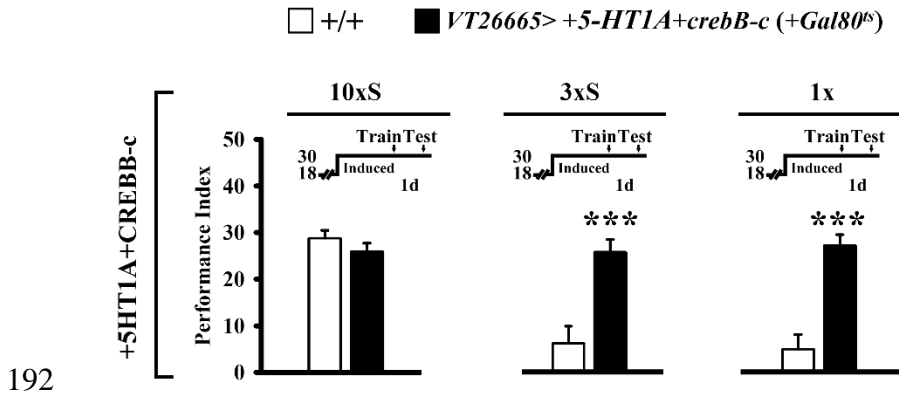 +/+ VT26665> +5-HT1A+crebB-c (+Gal80ts)
10xS 3xS 1x
+5HT1A+CREBB-c
Performance Index
50
40
30
20
10
0
Train Test
30
18
Induced
1d
Train Test
30
18
Induced
1d
***
Train Test
30
18
Induced
1d
***
192